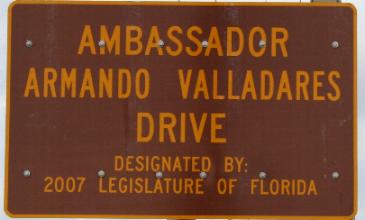 AMBASSADOR
ARMANDO VALLADARES
DRIVE
DESIGNATED BY:
2007 LEGISLATURE OF FLORIDA